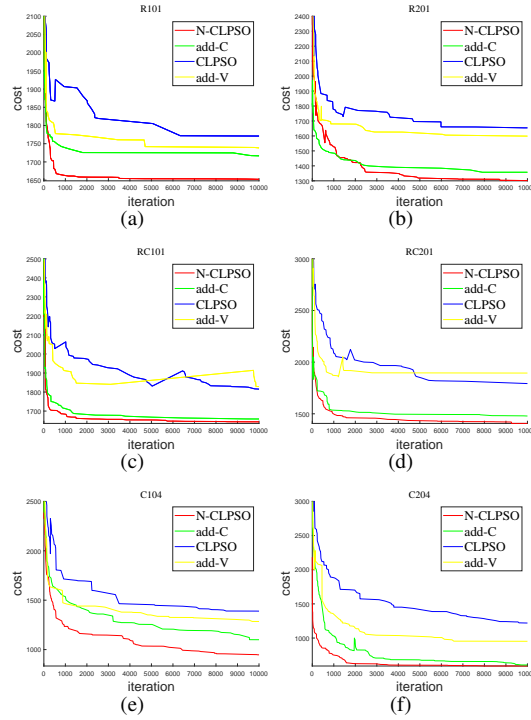 R101
2100
2050
2000
1950
1900
1850
1800
1750
1700
1650
cost
N-CLPSO
add-C
CLPSO
add-V
0 1000 2000 3000 4000 5000 6000 7000 8000 9000 10000
iteration
(a)
R201
2400
2300
2200
2100
2000
1900
1800
1700
1600
1500
1400
1300
cost
N-CLPSO
add-C
CLPSO
add-V
0 1000 2000 3000 4000 5000 6000 7000 8000 9000 10000
iteration
(b)
RC101
2500
2400
2300
2200
2100
2000
1900
1800
1700
cost
N-CLPSO
add-C
CLPSO
add-V
0 1000 2000 3000 4000 5000 6000 7000 8000 9000 10000
iteration
(c)
RC201
3000
2500
2000
1500
cost
N-CLPSO
add-C
CLPSO
add-V
0 1000 2000 3000 4000 5000 6000 7000 8000 9000 10000
iteration
(d)
C104
2500
2000
1500
1000
cost
N-CLPSO
add-C
CLPSO
add-V
0 1000 2000 3000 4000 5000 6000 7000 8000 9000 10000
iteration
(e)
C204
3000
2500
2000
1500
1000
cost
N-CLPSO
add-C
CLPSO
add-V
0 1000 2000 3000 4000 5000 6000 7000 8000 9000 10000
iteration
(f)